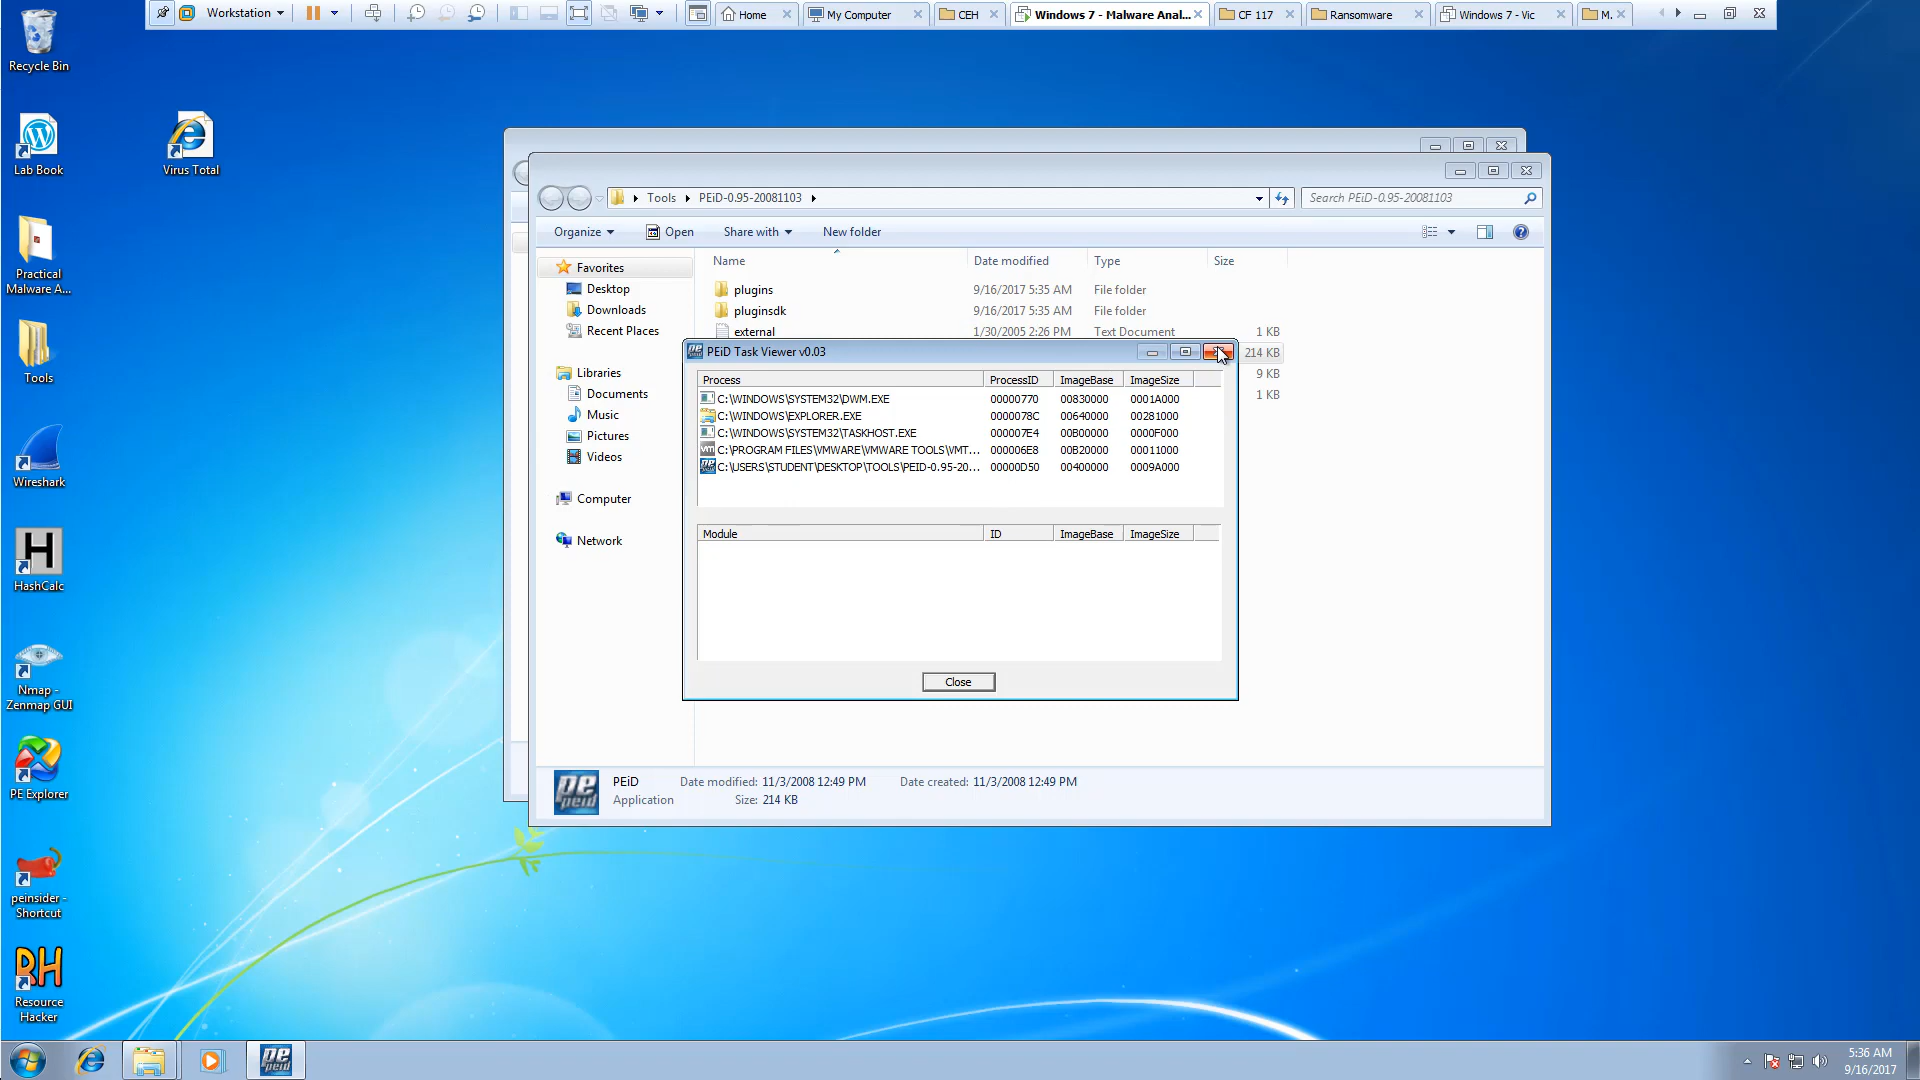 Workstation
Home
My Computer
CEH
Windows 7 - Malware Anal...
CF 117
Ransomware
Windows 7 - Vic
M.
Recycle Bin
Lab Book
Virus Total
Practical
Malware A...
Tools
Wireshark
HashCalc
Nmap -
Zenmap GUI
PE Explorer
peinsider -
Shortcut
RH
Resource
Hacker
Tools
PEiD-0.95-20081103
Search PEiD-0.95-20081103
Organize
Open
Share with
New folder
Name
Date modified
Type
Size
Favorites
Desktop
Downloads
Recent Places
Libraries
Documents
Music
Pictures
Videos
Computer
Network
plugins 9/16/2017 5:35 AM File folder
pluginsdk 9/16/2017 5:35 AM File folder
external 1/30/2005 2:26 PM Text Document 1 KB
214 KB
9 KB
1 KB
PEiD Task Viewer v0.03
Process ProcessID ImageBase ImageSize
C:\WINDOWS\SYSTEM32\DWM.EXE 00000770 00830000 0001A000
C:\WINDOWS\EXPLORER.EXE 0000078C 00640000 00281000
C:\WINDOWS\SYSTEM32\TASKHOST.EXE 000007E4 00B00000 0000F000
C:\PROGRAM FILES\VMWARE\VMWARE TOOLS\VMT... 000006E8 00B20000 00011000
C:\USERS\STUDENT\DESKTOP\TOOLS\PEID-0.95-20... 00000D50 00400000 0009A000
Module ID ImageBase ImageSize
Close
PEiD Date modified: 11/3/2008 12:49 PM Date created: 11/3/2008 12:49 PM
Application Size: 214 KB
5:36 AM
9/16/2017